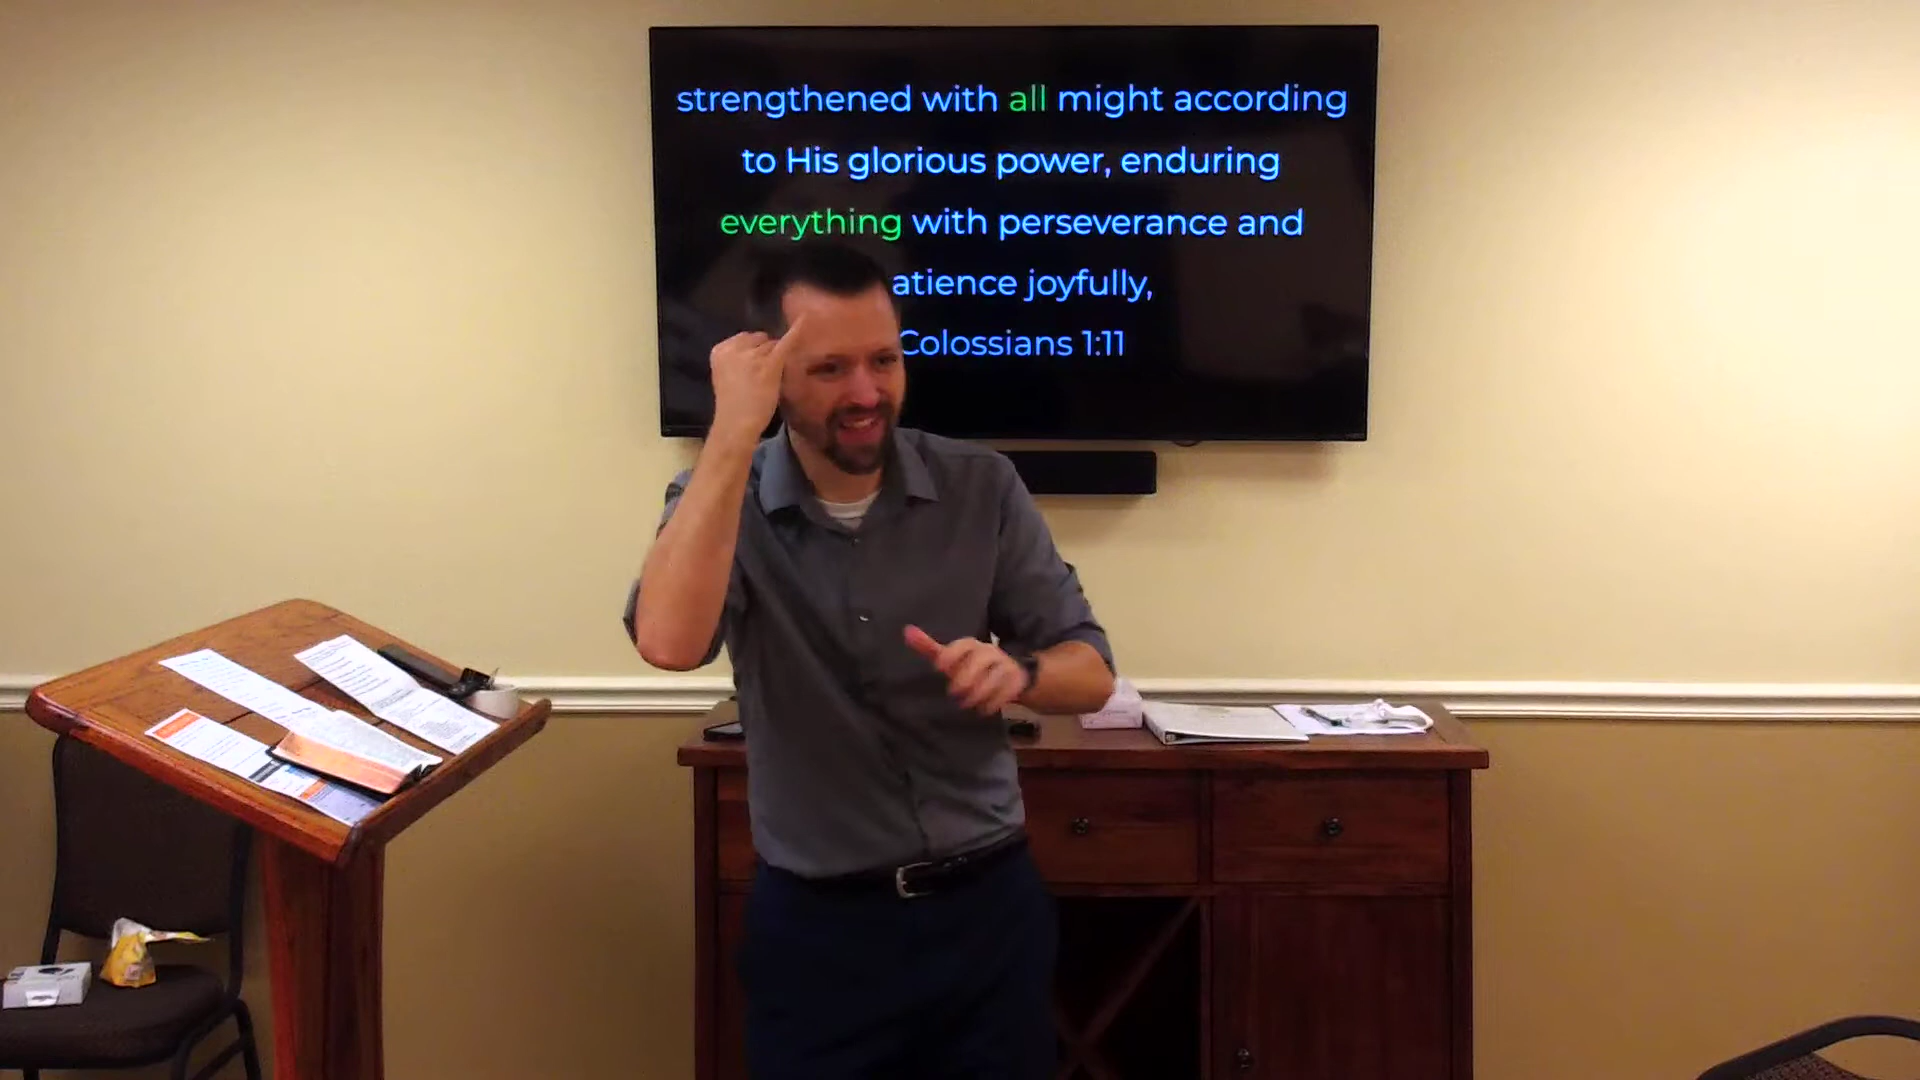 strengthened with all might according
to His glorious power, enduring
everything with perseverance and
atience joyfully,
Colossians 1:11